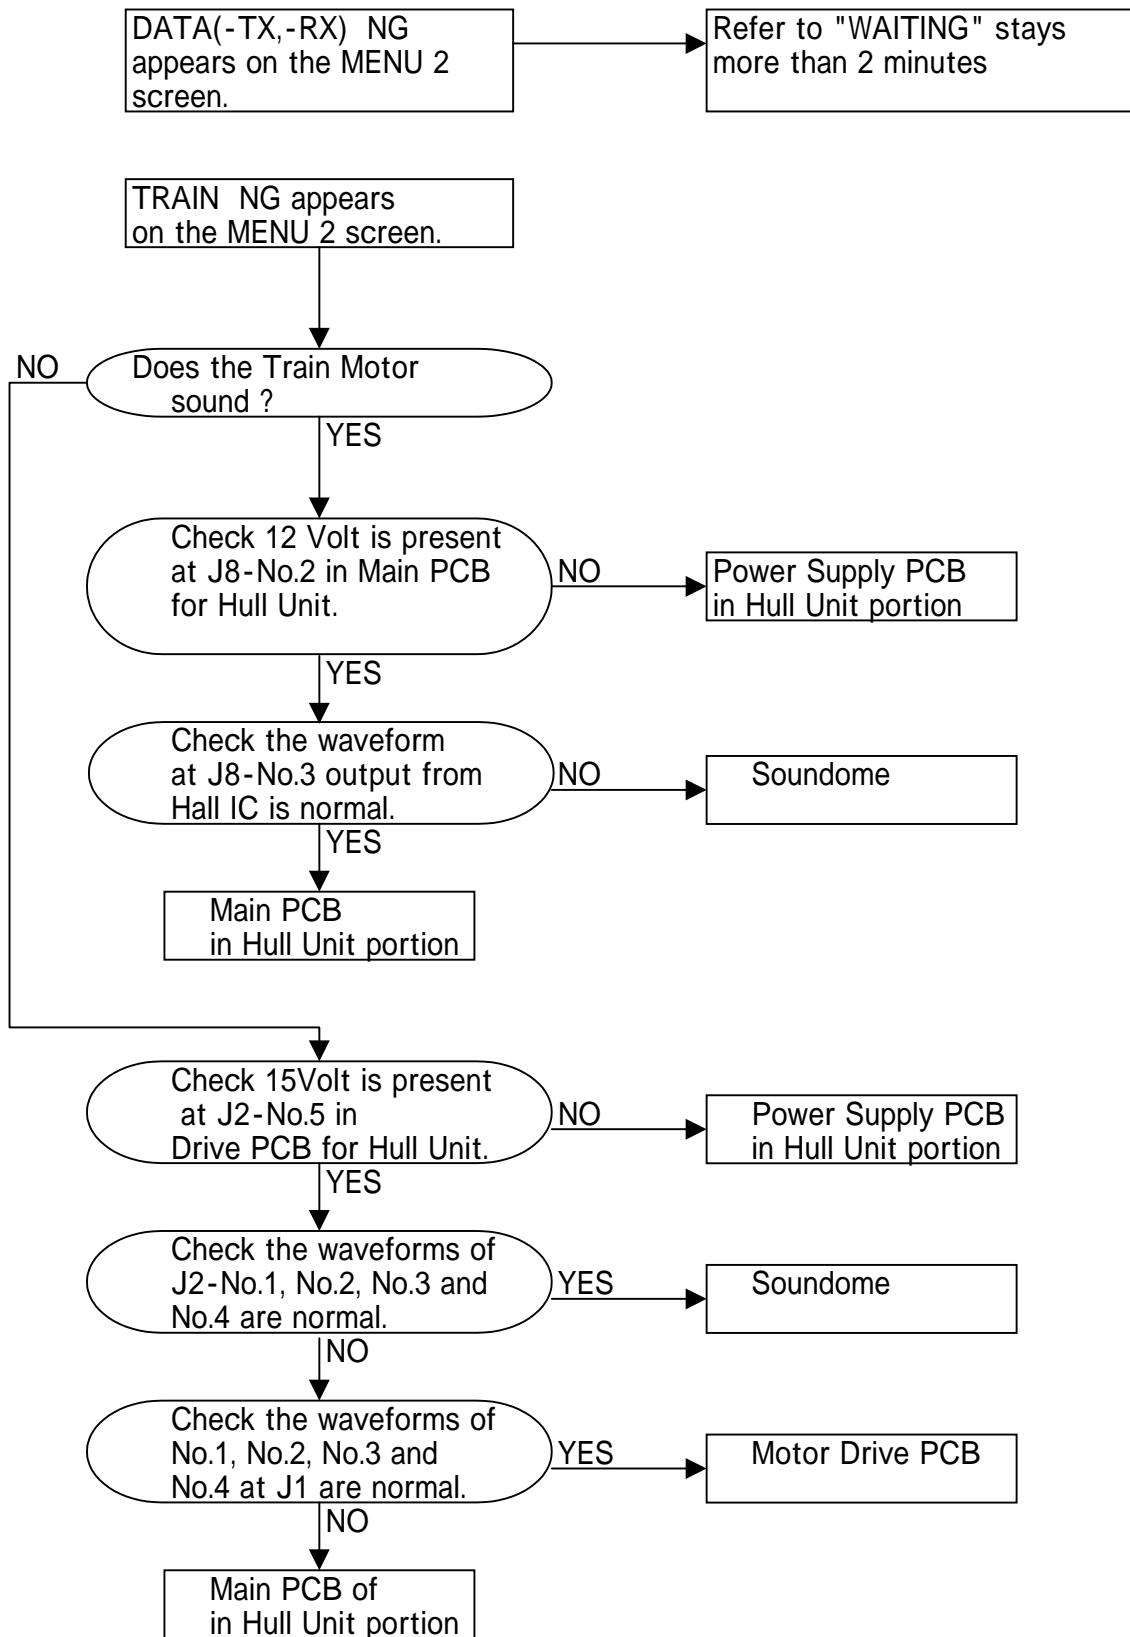 DATA(-TX,-RX) NG
appears on the MENU 2
screen.
Refer to "WAITING" stays
more than 2 minutes
TRAIN NG appears
on the MENU 2 screen.
NO
Does the Train Motor
sound ?
YES
Check 12 Volt is present
at J8-No.2 in Main PCB
for Hull Unit.
NO
Power Supply PCB
in Hull Unit portion
YES
Check the waveform
at J8-No.3 output from
Hall IC is normal.
NO
Soundome
YES
Main PCB
in Hull Unit portion
Check 15Volt is present
at J2-No.5 in
Drive PCB for Hull Unit.
NO
Power Supply PCB
in Hull Unit portion
YES
Check the waveforms of
J2-No.1, No.2, No.3 and
No.4 are normal.
YES
Soundome
NO
Check the waveforms of
No.1, No.2, No.3 and
No.4 at J1 are normal.
YES
Motor Drive PCB
NO
Main PCB of
in Hull Unit portion